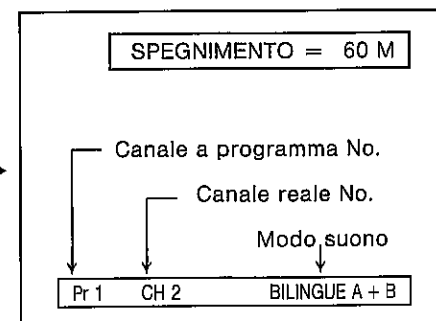 SPEGNIMENTO = 60 M
Canale a programma No.
Canale reale No.
Modo suono
Pr 1 CH 2 BILINGUE A + B